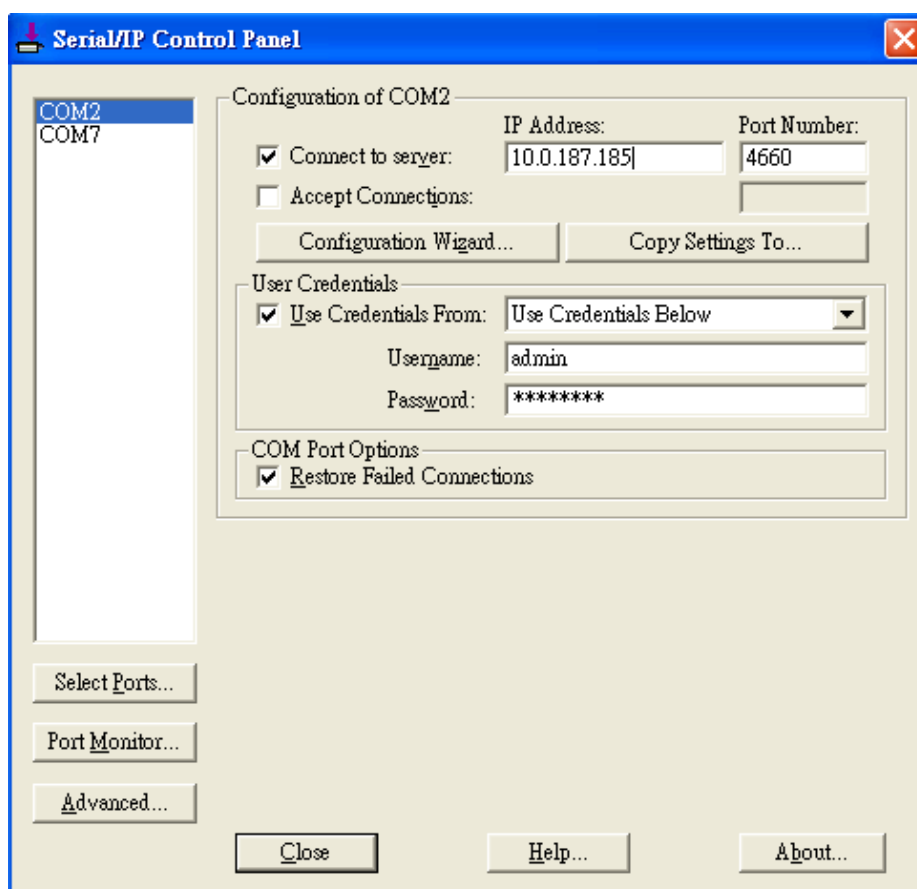 Serial/IP Control Panel
COM2
COM7
Configuration of COM2
IP Address: Port Number:
Connect to server: 10.0.187.185 4660
Accept Connections:
Configuration Wizard... Copy Settings To...
User Credentials
Use Credentials From: Use Credentials Below
Username: admin
Password: ********
COM Port Options
Restore Failed Connections
Select Ports...
Port Monitor...
Advanced...
Close Help... About...